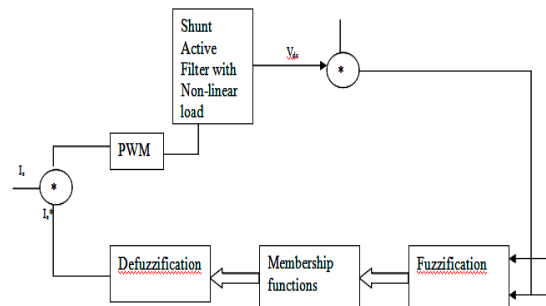 Shunt
Active
Filter with
Non-linear
load
Vdc
*
PWM
Is
*
Is*
Defuzzification
Membership
functions
Fuzzification